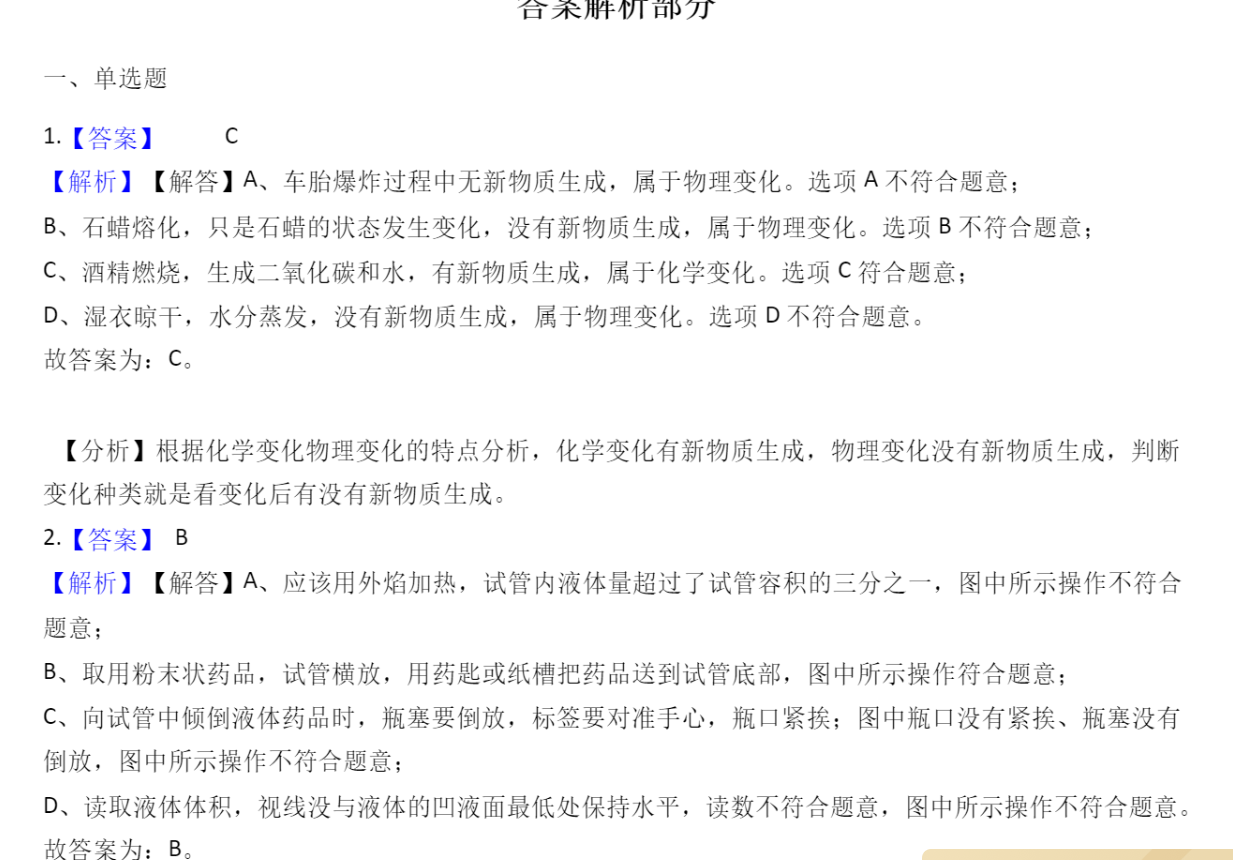 答案解析部分
一、单选题
1.【答案】 C
【解析】【解答】A、车胎爆炸过程中无新物质生成，属于物理变化。选项 A 不符合题意；
B、石蜡熔化，只是石蜡的状态发生变化，没有新物质生成，属于物理变化。选项 B 不符合题意；
C、酒精燃烧，生成二氧化碳和水，有新物质生成，属于化学变化。选项 C 符合题意；
D、湿衣晾干，水分蒸发，没有新物质生成，属于物理变化。选项 D 不符合题意。
故答案为：C。
【分析】根据化学变化物理变化的特点分析，化学变化有新物质生成，物理变化没有新物质生成，判断
变化种类就是看变化后有没有新物质生成。
2.【答案】 B
【解析】【解答】A、应该用外焰加热，试管内液体量超过了试管容积的三分之一，图中所示操作不符合
题意；
B、取用粉末状药品，试管横放，用药匙或纸槽把药品送到试管底部，图中所示操作符合题意；
C、向试管中倾倒液体药品时，瓶塞要倒放，标签要对准手心，瓶口紧挨；图中瓶口没有紧挨、瓶塞没有
倒放，图中所示操作不符合题意；
D、读取液体体积，视线没与液体的凹液面最低处保持水平，读数不符合题意，图中所示操作不符合题意。
故答案为：B。